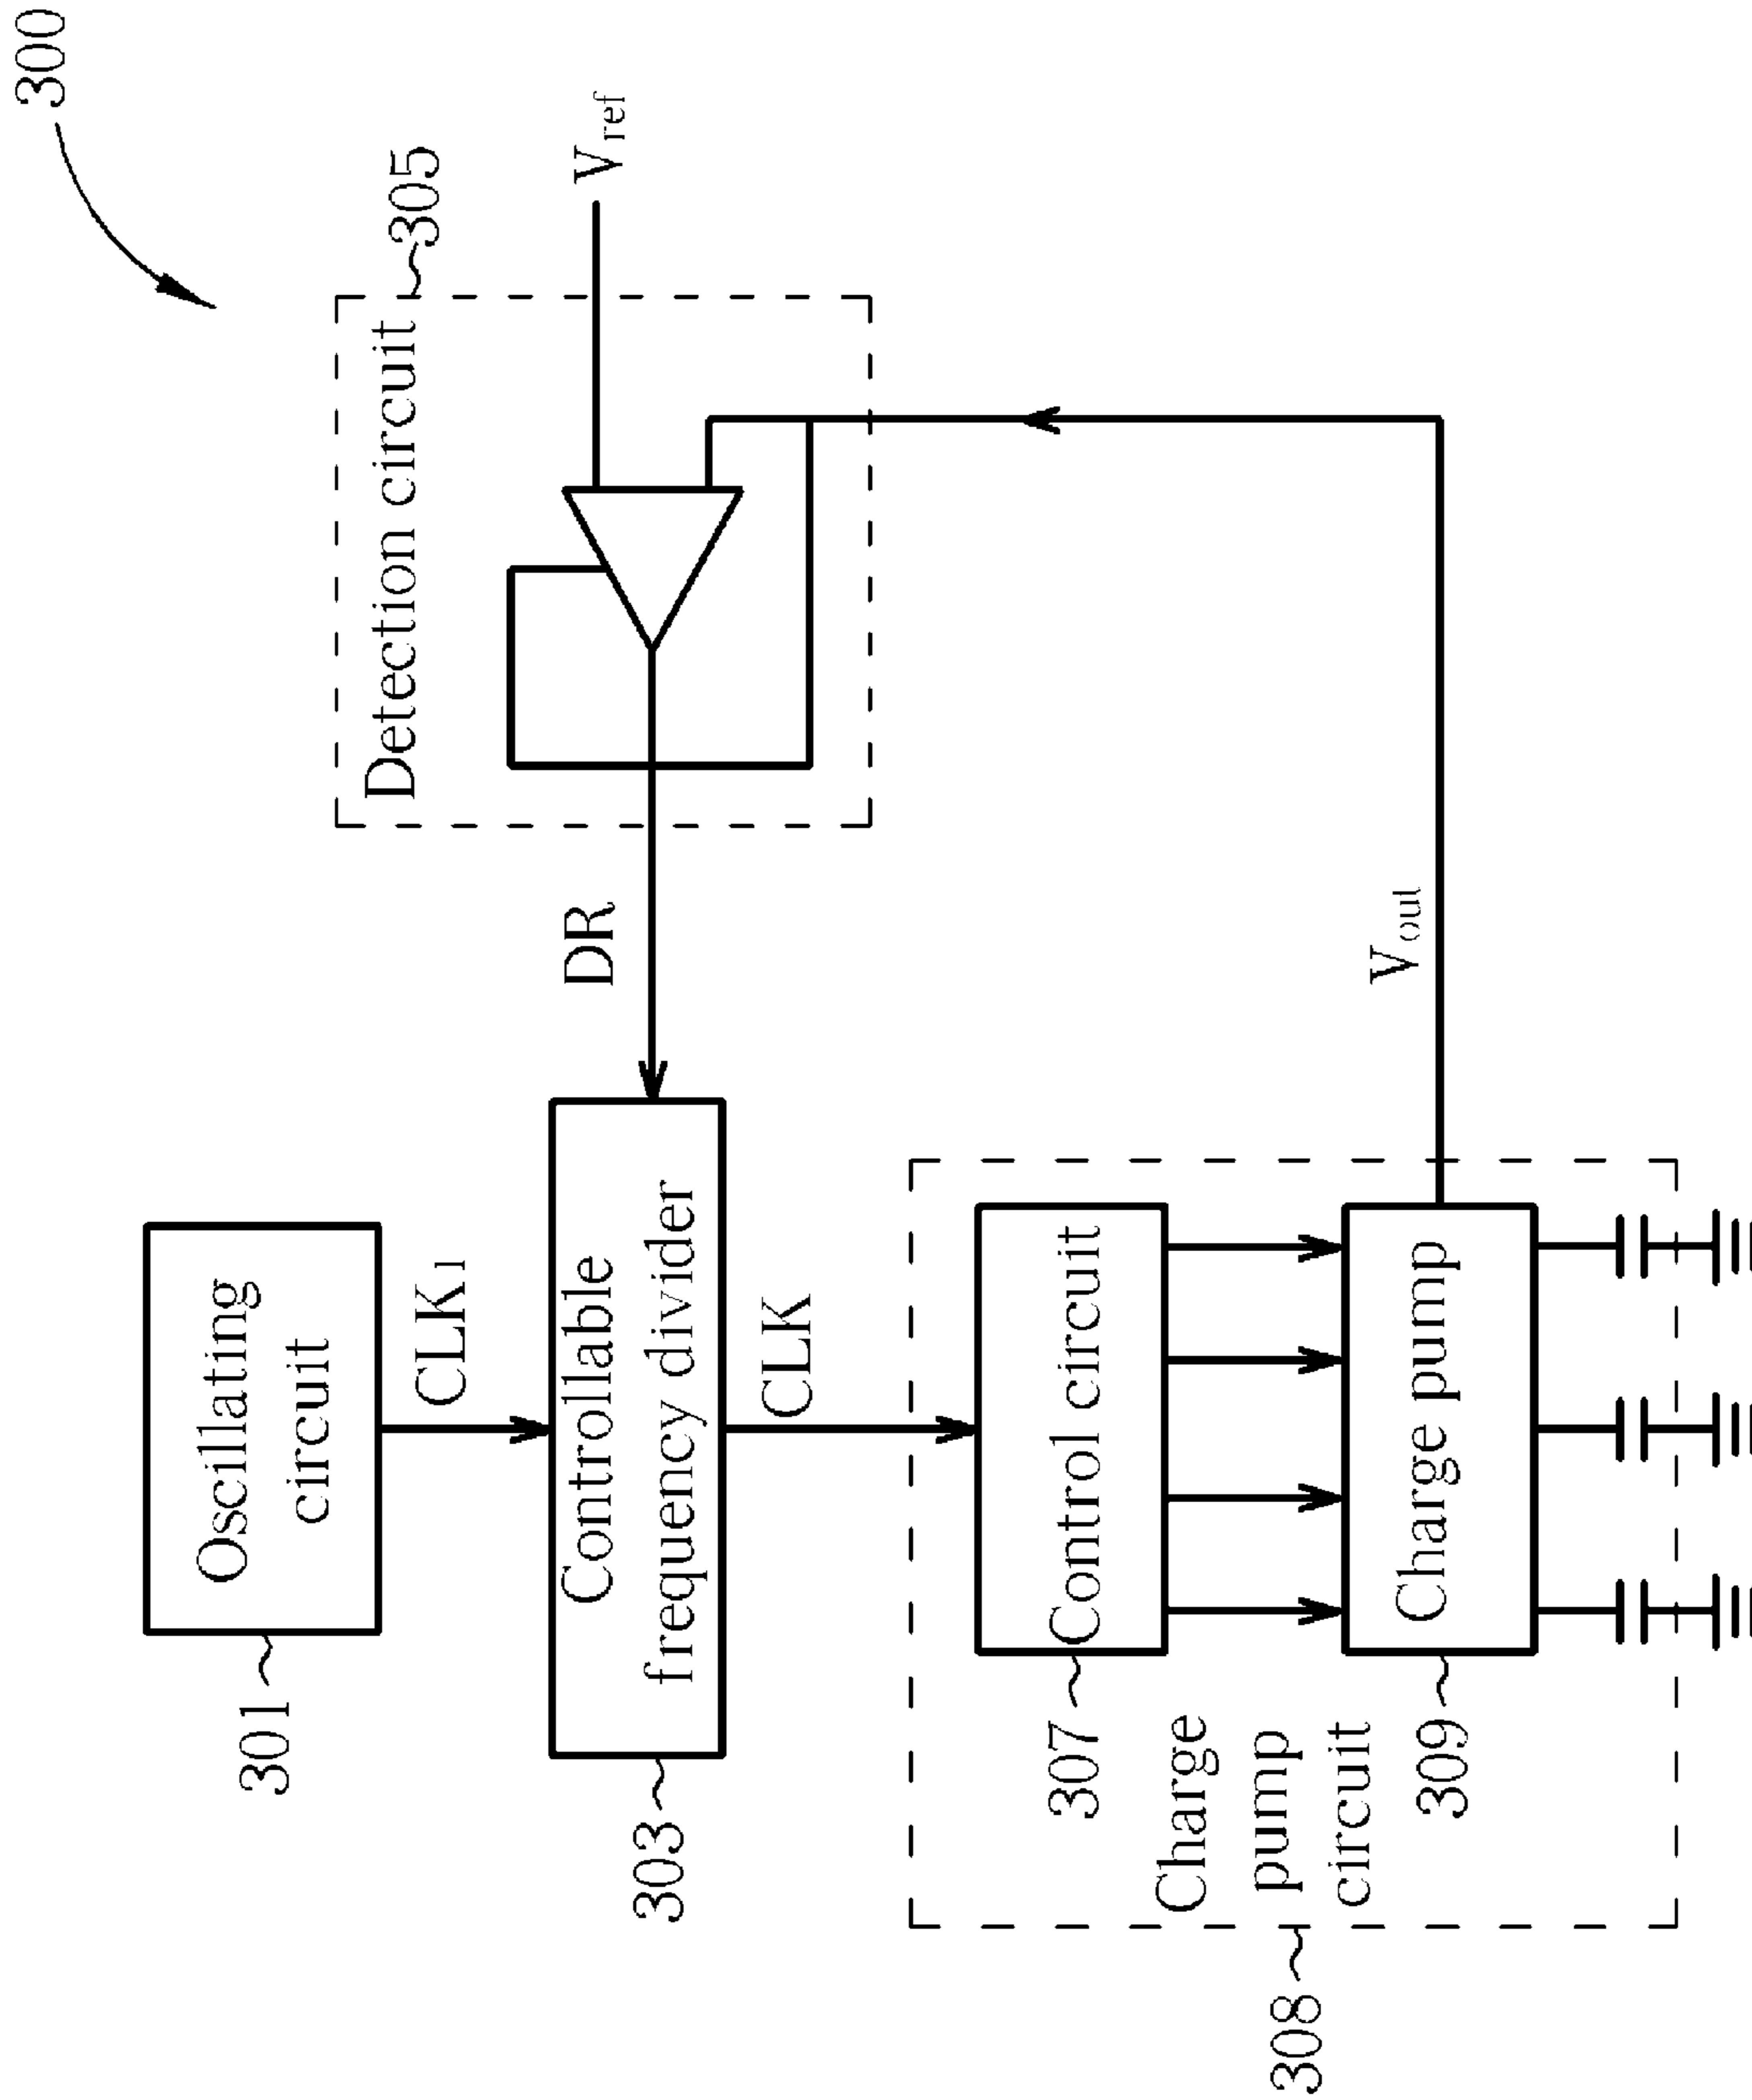 300
301
Oscillating
circuit
CLK1
303
Controllable
frequency divider
DR
Detection circuit
305
Vref
CLK
308
Charge
pump
circuit
307
Control circuit
309
Charge pump
Vout